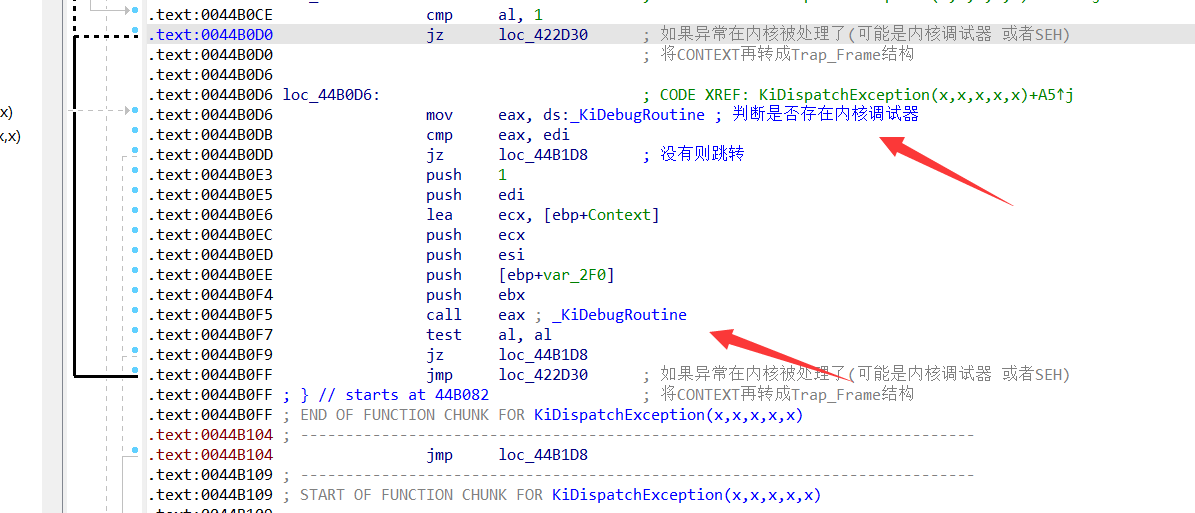 .text:0044B0CE cmp al, 1
.text:0044B0D0 jz loc_422D30 ; 如果异常在内核被处理了(可能是内核调试器 或者SEH)
.text:0044B0D0 ; 将CONTEXT再转成Trap_Frame结构
.text:0044B0D6
.text:0044B0D6 loc_44B0D6: ; CODE XREF: KiDispatchException(x,x,x,x,x)+A5↑j
x)
.text:0044B0D6 mov eax, ds:_KiDebugRoutine ; 判断是否存在内核调试器
x,x)
.text:0044B0DB cmp eax, edi
.text:0044B0DD jz loc_44B1D8 ; 没有则跳转
.text:0044B0E3 push 1
.text:0044B0E5 push edi
.text:0044B0E6 lea ecx, [ebp+Context]
.text:0044B0EC push ecx
.text:0044B0ED push esi
.text:0044B0EE push [ebp+var_2F0]
.text:0044B0F4 push ebx
.text:0044B0F5 call eax ; _KiDebugRoutine
.text:0044B0F7 test al, al
.text:0044B0F9 jz loc_44B1D8
.text:0044B0FF jmp loc_422D30 ; 如果异常在内核被处理了(可能是内核调试器 或者SEH)
.text:0044B0FF ; } // starts at 44B082 ; 将CONTEXT再转成Trap_Frame结构
.text:0044B0FF ; END OF FUNCTION CHUNK FOR KiDispatchException(x,x,x,x,x)
.text:0044B104 ; ---------------------------------------------------------------------------
.text:0044B104 jmp loc_44B1D8
.text:0044B109 ; ---------------------------------------------------------------------------
.text:0044B109 ; START OF FUNCTION CHUNK FOR KiDispatchException(x,x,x,x,x)